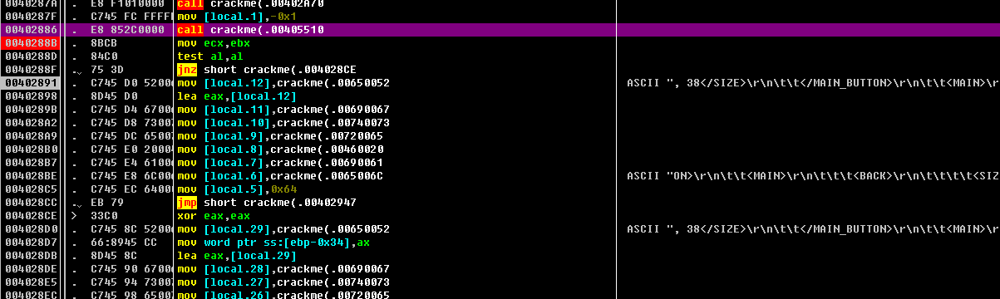 0040287A . E8 F1010000 call crackme(.00402A70
0040287F . C745 FC FFFFI mov [local.1],-0x1
00402886 . E8 852C0000 call crackme(.00405510
0040288B . 8BCB mov ecx,ebx
0040288D . 84C0 test al,al
0040288F . 75 3D jnz short crackme(.004028CE
00402891 . C745 D0 5200 mov [local.12],crackme(.00650052 ASCII ", 38</SIZE>\r\n\t\t</MAIN_BUTTON>\r\n\t\t<MAIN>\r
00402898 . 8D45 D0 lea eax,[local.12]
0040289B . C745 D4 6700 mov [local.11],crackme(.00690067
004028A2 . C745 D8 7300 mov [local.10],crackme(.00740073
004028A9 . C745 DC 6500 mov [local.9],crackme(.00720065
004028B0 . C745 E0 2000 mov [local.8],crackme(.00460020
004028B7 . C745 E4 6100 mov [local.7],crackme(.00690061
004028BE . C745 E8 6C00 mov [local.6],crackme(.0065006C ASCII "ON>\r\n\t\t<MAIN>\r\n\t\t\t<BACK>\r\n\t\t\t\t<SIZ
004028C5 . C745 EC 6400 mov [local.5],0x64
004028CC . EB 79 jmp short crackme(.00402947
004028CE > 33C0 xor eax,eax
004028D0 . C745 8C 5200 mov [local.29],crackme(.00650052 ASCII ", 38</SIZE>\r\n\t\t</MAIN_BUTTON>\r\n\t\t<MAIN>\r
004028D7 . 66:8945 CC mov word ptr ss:[ebp-0x34],ax
004028DB . 8D45 8C lea eax,[local.29]
004028DE . C745 90 6700 mov [local.28],crackme(.00690067
004028E5 . C745 94 7300 mov [local.27],crackme(.00740073
004028EC . C745 98 6500 mov [local.26],crackme(.00720065